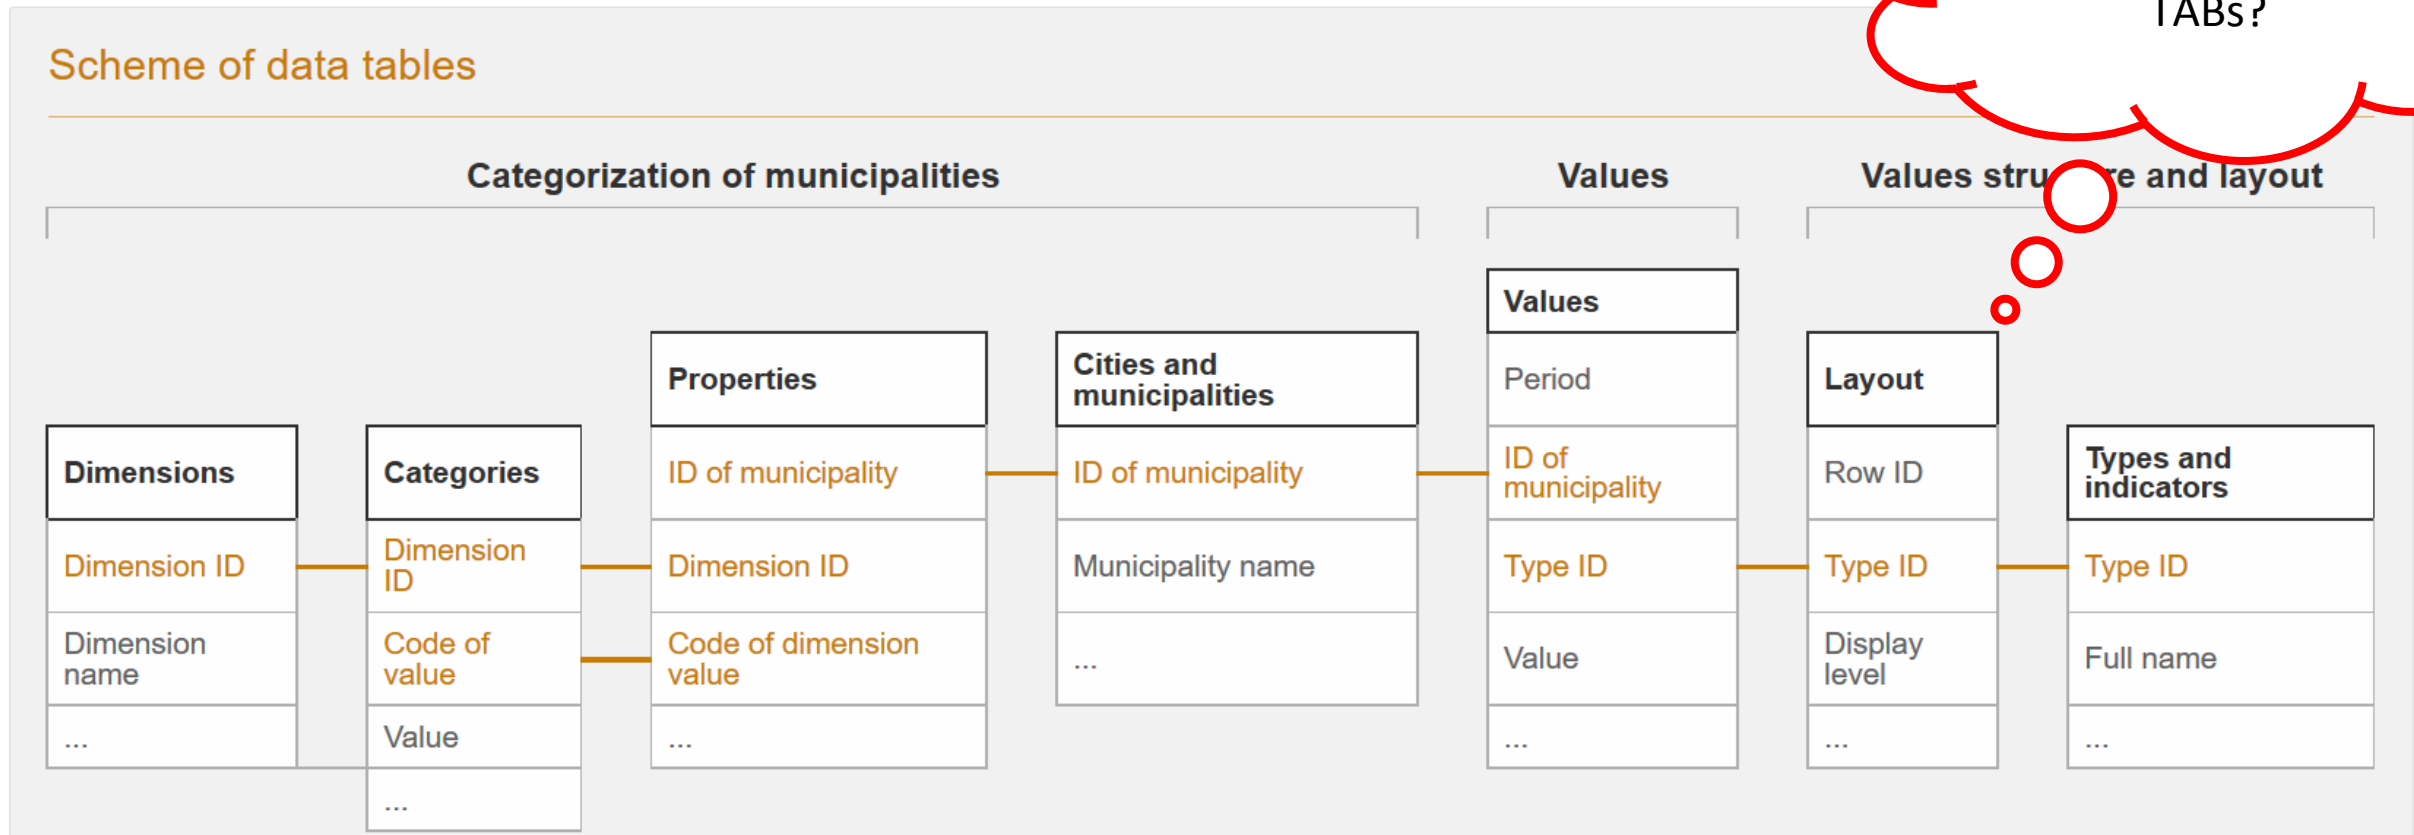 TABs?
Scheme of data tables
Categorization of municipalities
Values
Values stru re and layout
Dimensions
Dimension ID
Dimension
name
...
Categories
Dimension
ID
Code of
value
Value
...
Properties
ID of municipality
Dimension ID
Code of dimension
value
...
Cities and
municipalities
ID of municipality
Municipality name
...
Values
Period
ID of
municipality
Type ID
Value
...
Layout
Row ID
Type ID
Display
level
...
Types and
indicators
Type ID
Full name
...